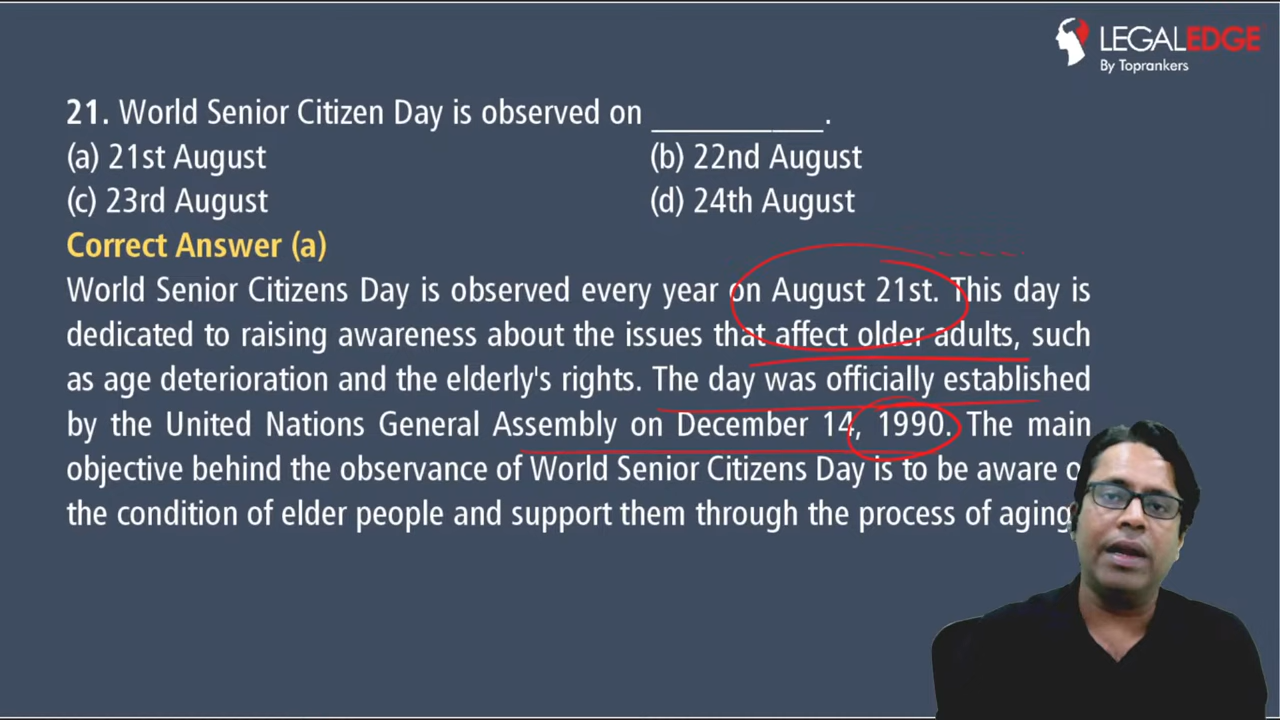 LEGALEDGE
By Toprankers
21. World Senior Citizen Day is observed on ___________.
(a) 21st August (b) 22nd August
(c) 23rd August (d) 24th August
Correct Answer (a)
World Senior Citizens Day is observed every year on August 21st. This day is
dedicated to raising awareness about the issues that affect older adults, such
as age deterioration and the elderly's rights. The day was officially established
by the United Nations General Assembly on December 14, 1990. The main
objective behind the observance of World Senior Citizens Day is to be aware
the condition of elder people and support them through the process of aging